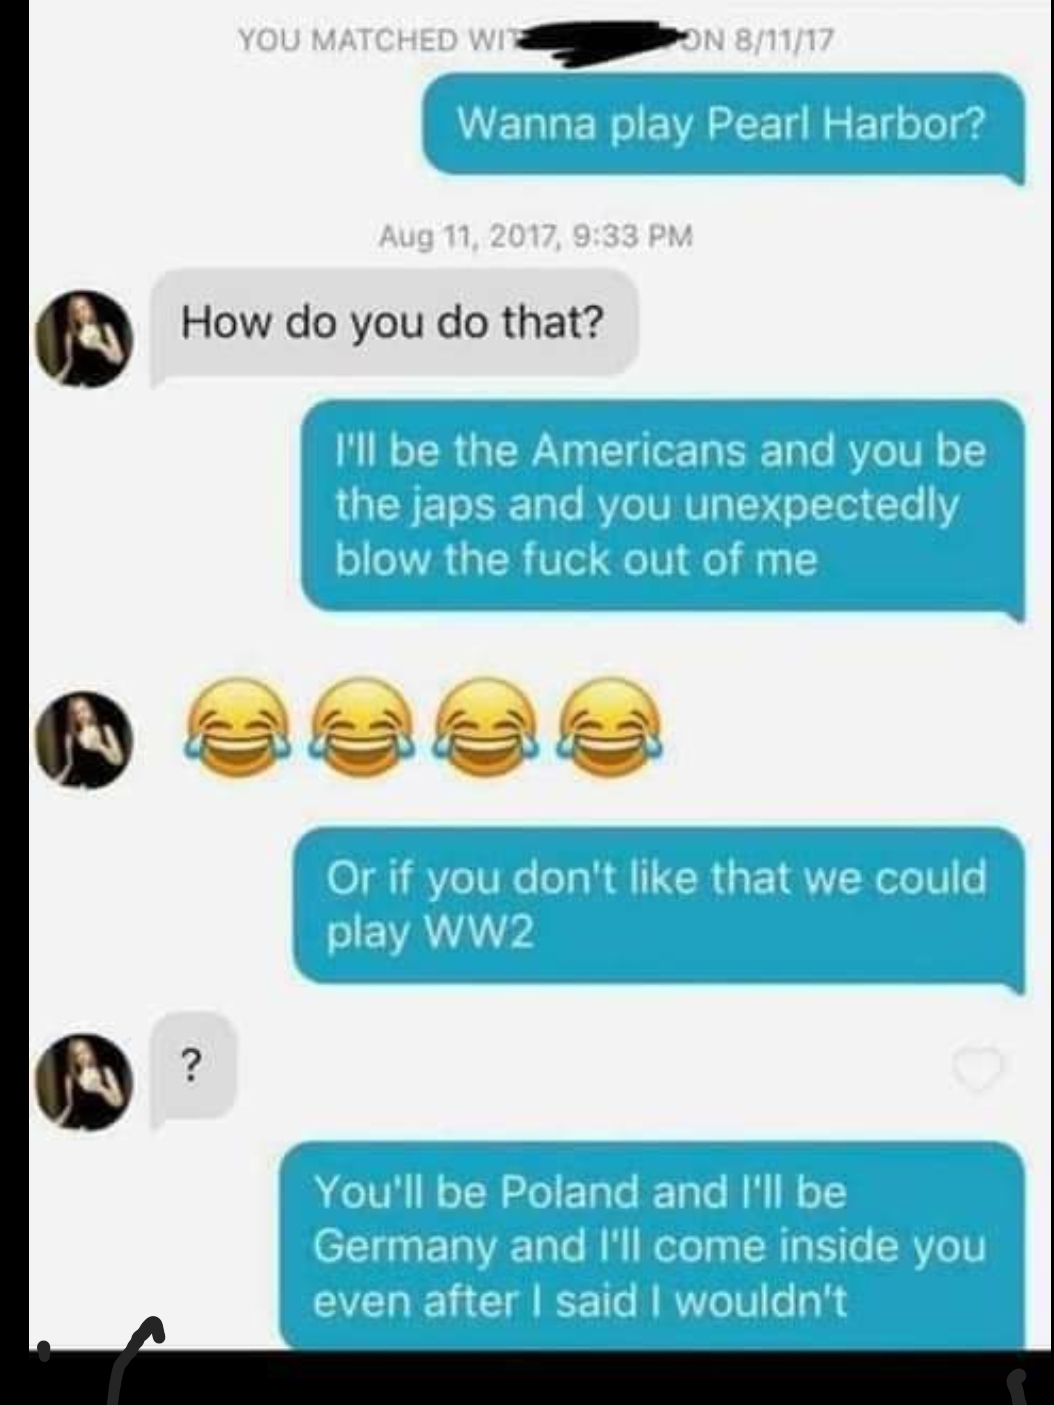 YOU MATCHED WIT ON 8/11/17
Wanna play Pearl Harbor?
Aug 11, 2017, 9:33 PM
How do you do that?
I'll be the Americans and you be
the japs and you unexpectedly
blow the fuck out of me
😂😂😂😂
Or if you don't like that we could
play WW2
?
You'll be Poland and I'll be
Germany and I'll come inside you
even after I said I wouldn't